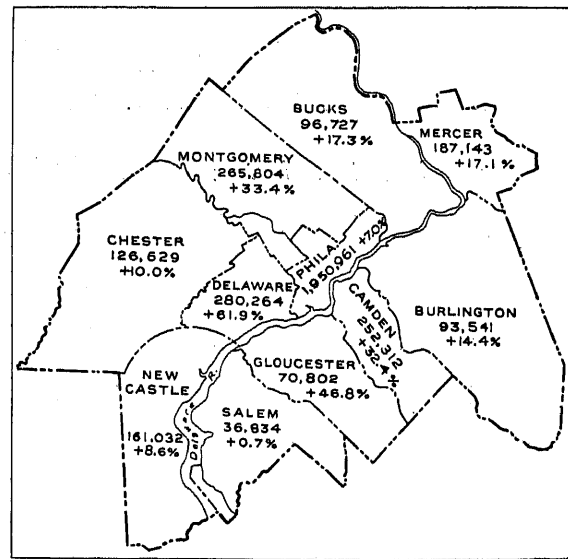 BUCKS
96,727
+17.3%
MERCER
187,143
+17.1%
MONTGOMERY
265,804
+33.4%
CHESTER
126,629
+10.0%
PHILA.
1,950,961 +7.0%
DELAWARE
280,264
+61.9%
CAMDEN
252,312
+32.4%
BURLINGTON
93,541
+14.4%
GLOUCESTER
70,802
+46.8%
NEW
CASTLE
161,032
+8.6%
SALEM
36,834
+0.7%
R.